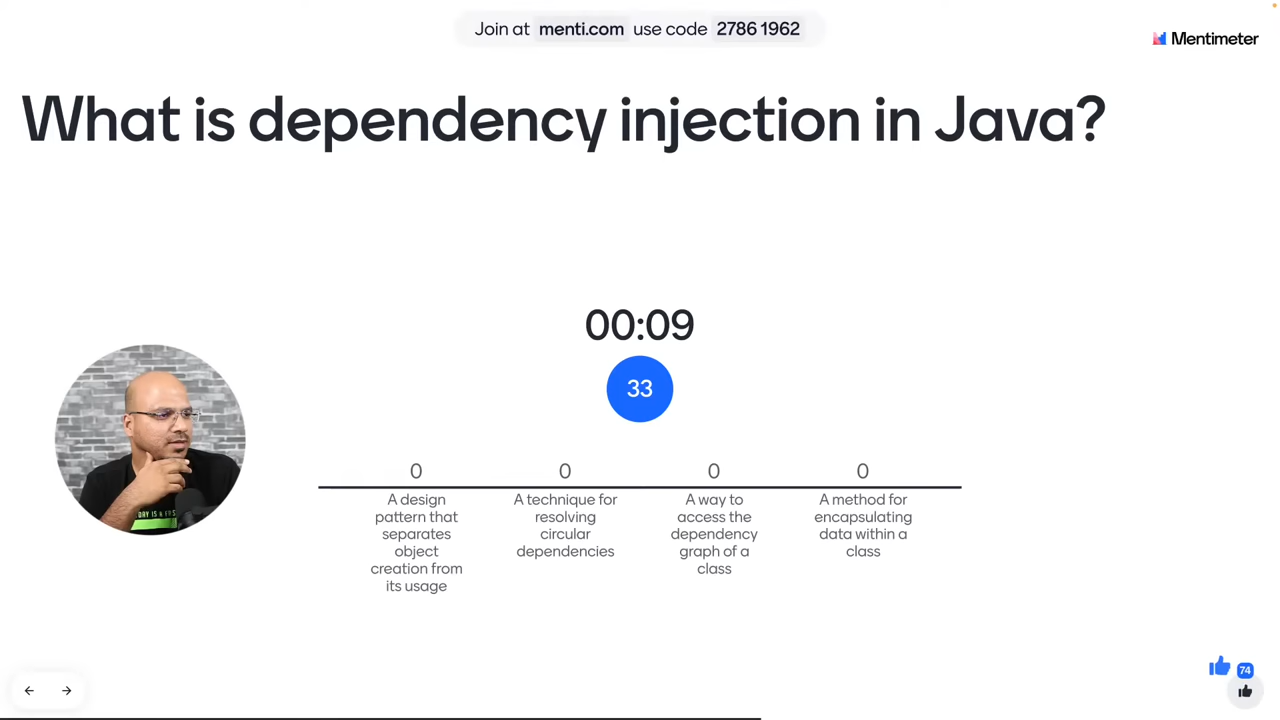 Join at menti.com use code 2786 1962
Mentimeter
What is dependency injection in Java?
00:09
33
0
0
0
0
A design
pattern that
separates
object
creation from
its usage
A technique for
resolving
circular
dependencies
A way to
access the
dependency
graph of a
class
A method for
encapsulating
data within a
class
74